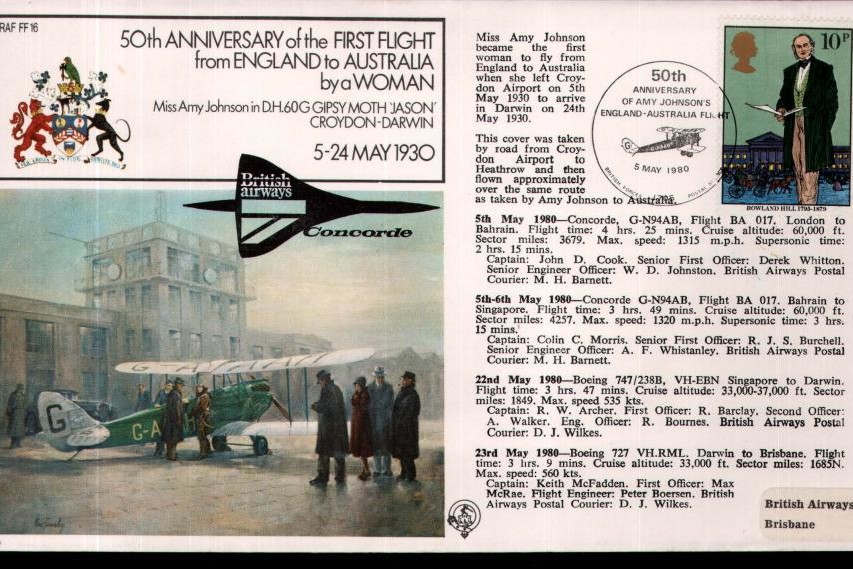 RAF FF 16
50th ANNIVERSARY of the FIRST FLIGHT
from ENGLAND to AUSTRALIA
by a WOMAN
Miss Amy Johnson in D.H.60G GIPSY MOTH 'JASON'
CROYDON-DARWIN
5-24 MAY 1930
British
airways
Concorde
G
G-A
Miss Amy Johnson
became the first
woman to fly from
England to Australia
when she left Croy-
don Airport on 5th
May 1930 to arrive
in Darwin on 24th
May 1930.
This cover was taken
by road from Croy-
don Airport to
Heathrow and then
flown approximately
over the same route
as taken by Amy Johnson to Australia.
50th
ANNIVERSARY
OF AMY JOHNSON'S
ENGLAND-AUSTRALIA FLIGHT
5 MAY 1980
10P
ROWLAND HILL 1795-1879
5th May 1980—Concorde, G-N94AB, Flight BA 017. London to
Bahrain. Flight time: 4 hrs. 25 mins. Cruise altitude: 60,000 ft.
Sector miles: 3679. Max. speed: 1315 m.p.h. Supersonic time:
2 hrs. 15 mins.
Captain: John D. Cook. Senior First Officer: Derek Whitton.
Senior Engineer Officer: W. D. Johnston. British Airways Postal
Courier: M. H. Barnett.
5th-6th May 1980—Concorde G-N94AB, Flight BA 017. Bahrain to
Singapore. Flight time: 3 hrs. 49 mins. Cruise altitude: 60,000 ft.
Sector miles: 4257. Max. speed: 1320 m.p.h. Supersonic time: 3 hrs.
15 mins.
Captain: Colin C. Morris. Senior First Officer: R. J. S. Burchell.
Senior Engineer Officer: A. F. Whistanley. British Airways Postal
Courier: M. H. Barnett.
22nd May 1980—Boeing 747/238B, VH-EBN Singapore to Darwin.
Flight time: 3 hrs. 47 mins. Cruise altitude: 33,000-37,000 ft. Sector
miles: 1849. Max. speed 535 kts.
Captain: R. W. Archer. First Officer: R. Barclay. Second Officer:
A. Walker. Eng. Officer: R. Bournes. British Airways Postal
Courier: D. J. Wilkes.
23rd May 1980—Boeing 727 VH.RML. Darwin to Brisbane. Flight
time: 3 hrs. 9 mins. Cruise altitude: 33,000 ft. Sector miles: 1685N.
Max. speed: 560 kts.
Captain: Keith McFadden. First Officer: Max
McRae. Flight Engineer: Peter Boersen. British
Airways Postal Courier: D. J. Wilkes.
British Airways
Brisbane